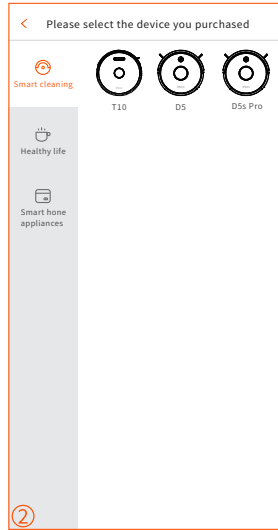 < Please select the device you purchased
Smart cleaning
T10 D5 D5s Pro
Healthy life
Smart hone
appliances
②